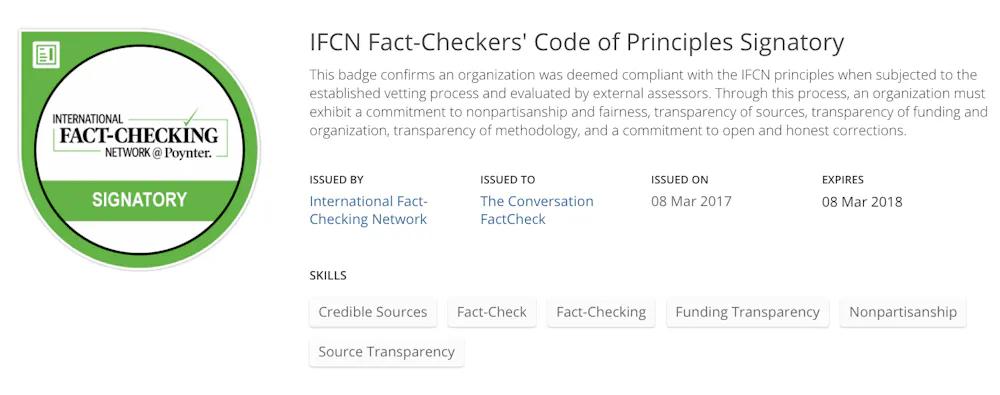 INTERNATIONAL
FACT-CHECKING
NETWORK @ Poynter.
SIGNATORY
IFCN Fact-Checkers' Code of Principles Signatory
This badge confirms an organization was deemed compliant with the IFCN principles when subjected to the
established vetting process and evaluated by external assessors. Through this process, an organization must
exhibit a commitment to nonpartisanship and fairness, transparency of sources, transparency of funding and
organization, transparency of methodology, and a commitment to open and honest corrections.
ISSUED BY
International Fact-
Checking Network
ISSUED TO
The Conversation
FactCheck
ISSUED ON
08 Mar 2017
EXPIRES
08 Mar 2018
SKILLS
Credible Sources
Fact-Check
Fact-Checking
Funding Transparency
Nonpartisanship
Source Transparency